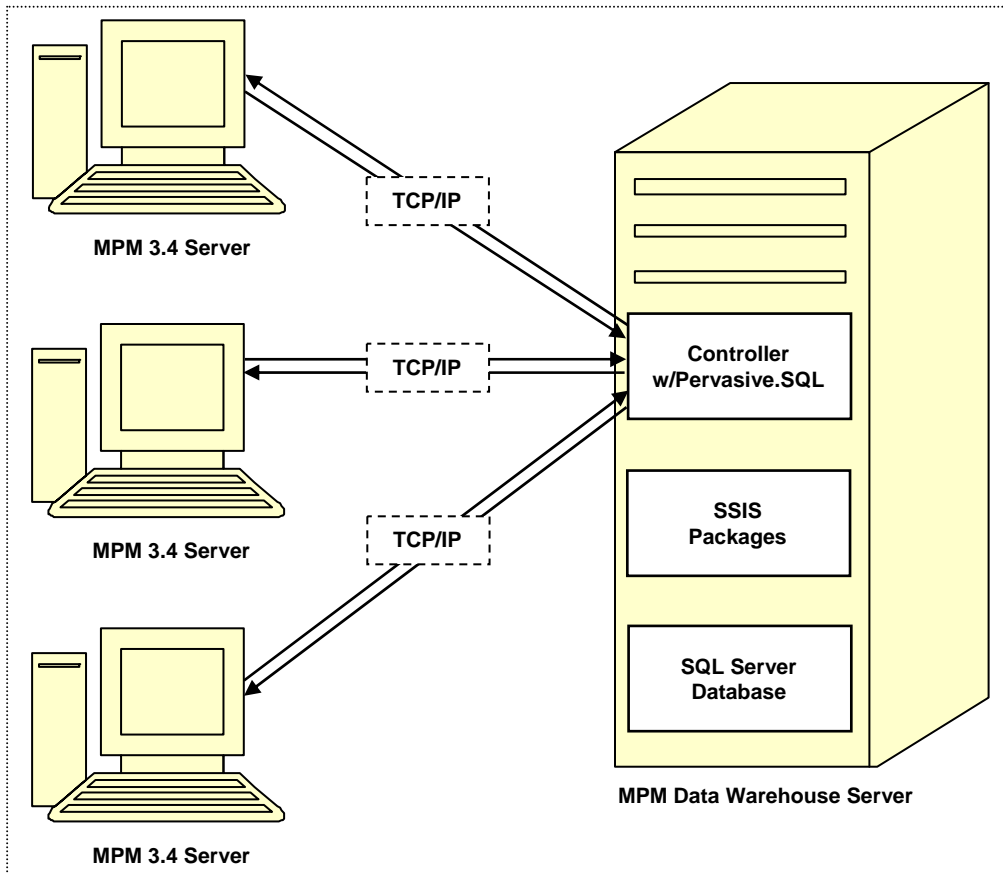 TCP/IP
MPM 3.4 Server
TCP/IP
MPM 3.4 Server
TCP/IP
MPM 3.4 Server
Controller
w/Pervasive.SQL
SSIS
Packages
SQL Server
Database
MPM Data Warehouse Server